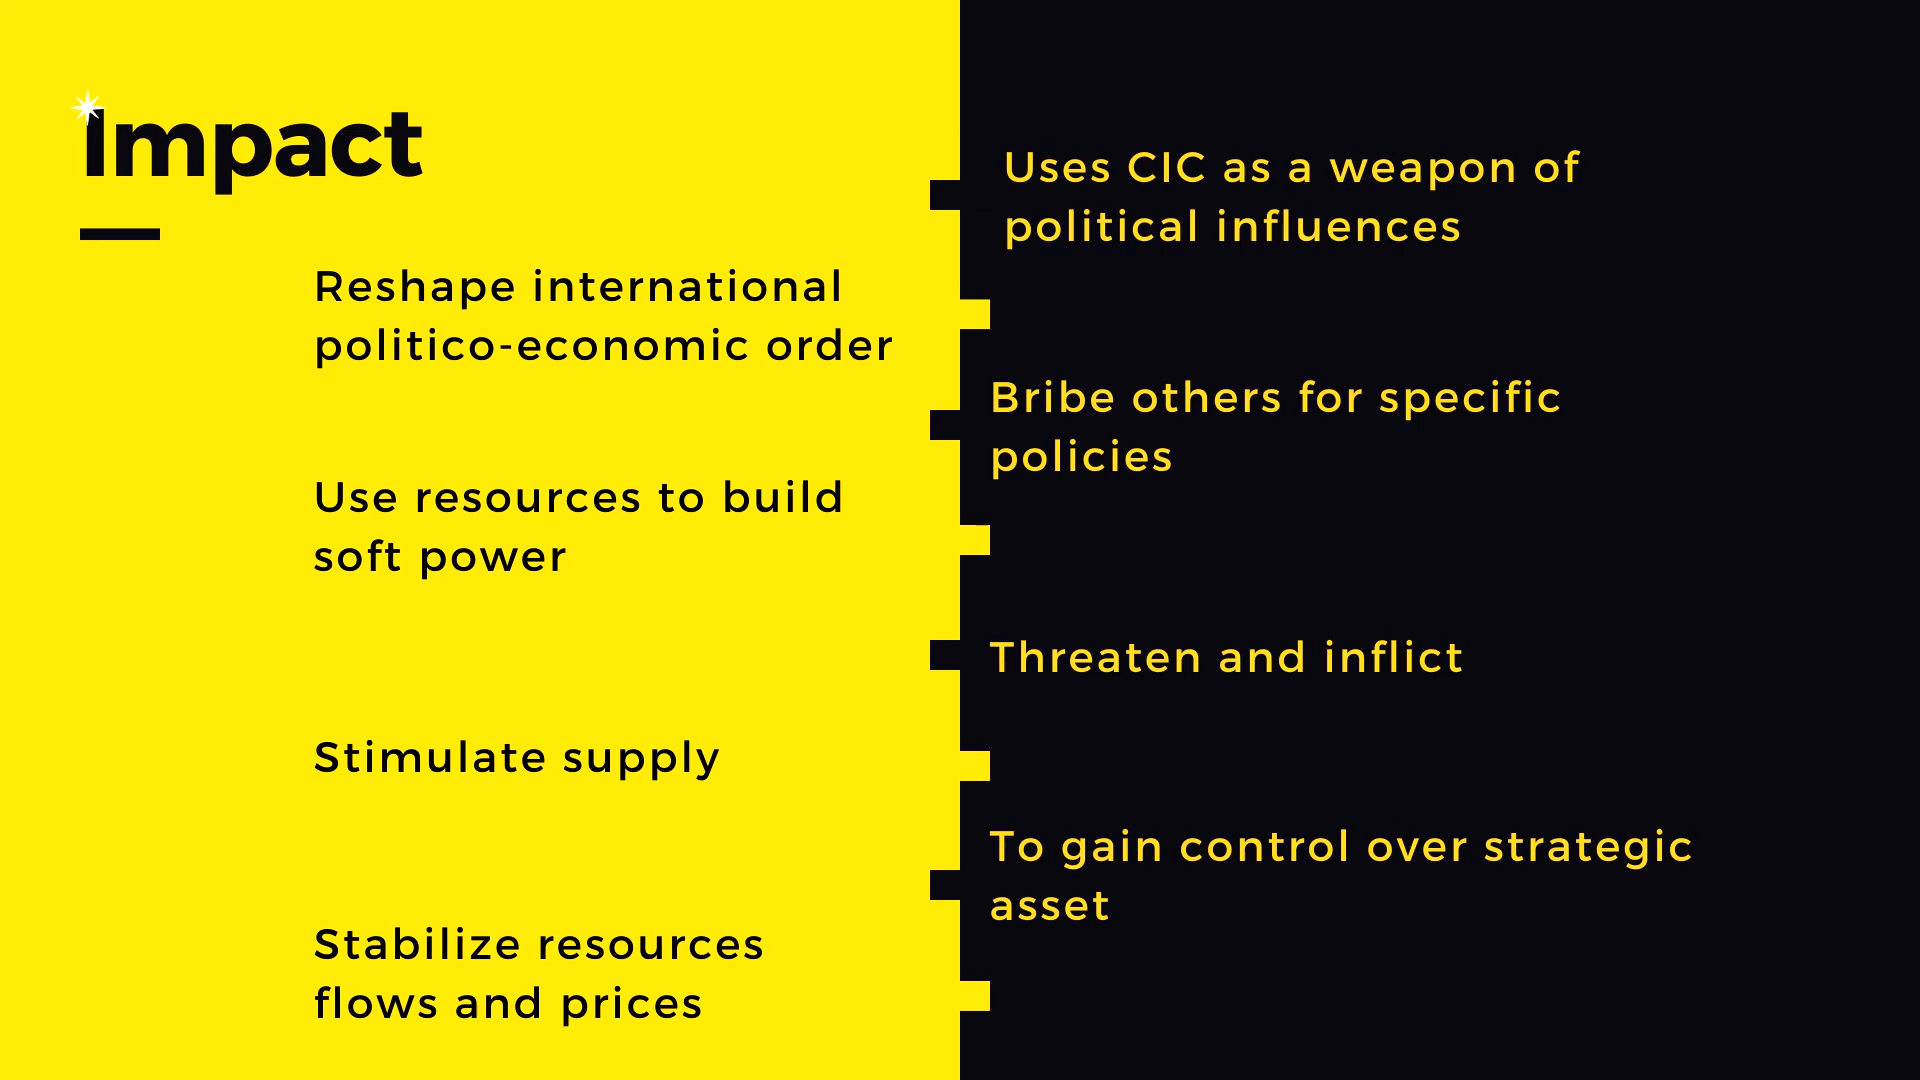 Impact
Reshape international
politico-economic order
Use resources to build
soft power
Stimulate supply
Stabilize resources
flows and prices
Uses CIC as a weapon of
political influences
Bribe others for specific
policies
Threaten and inflict
To gain control over strategic
asset